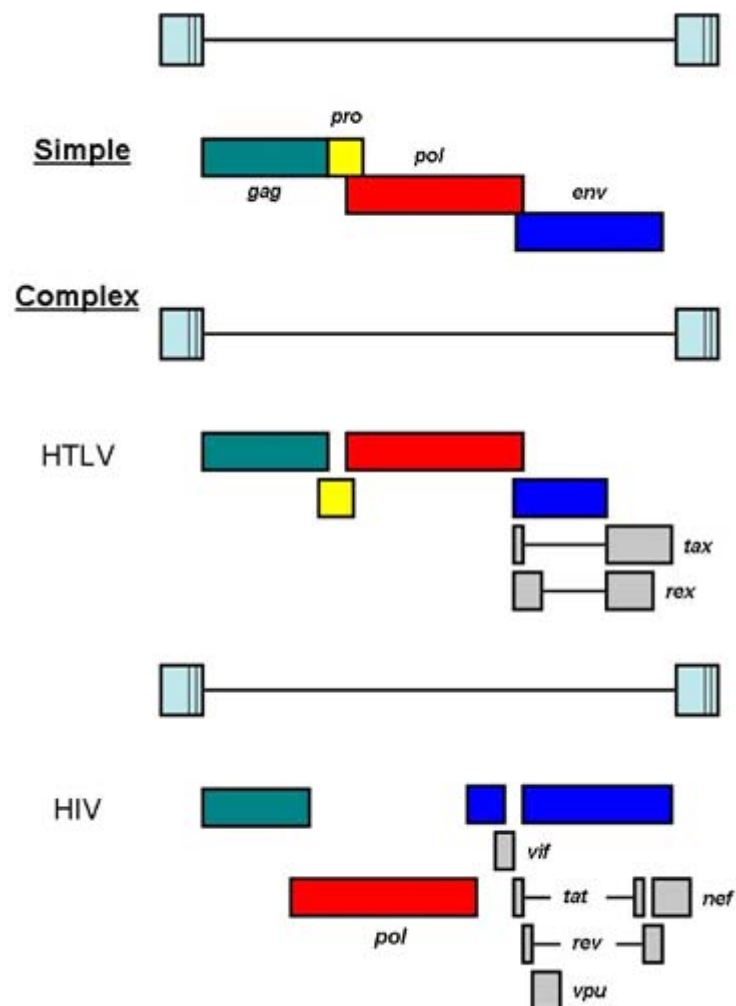 pro
Simple
pol
gag
env
Complex
HTLV
tax
rex
HIV
vif
tat
nef
pol
rev
vpu